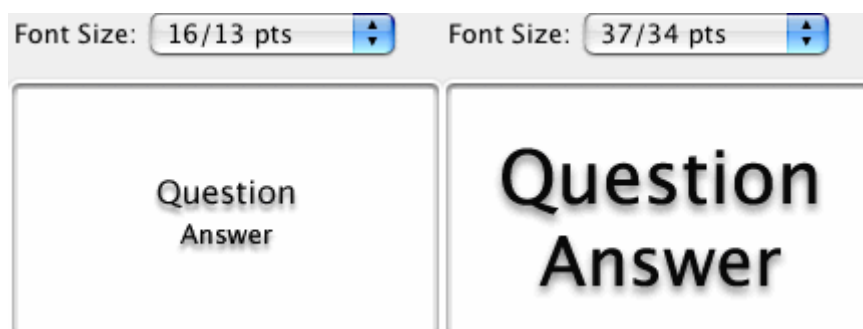 Font Size: 16/13 pts
Font Size: 37/34 pts
Question
Answer
Question
Answer